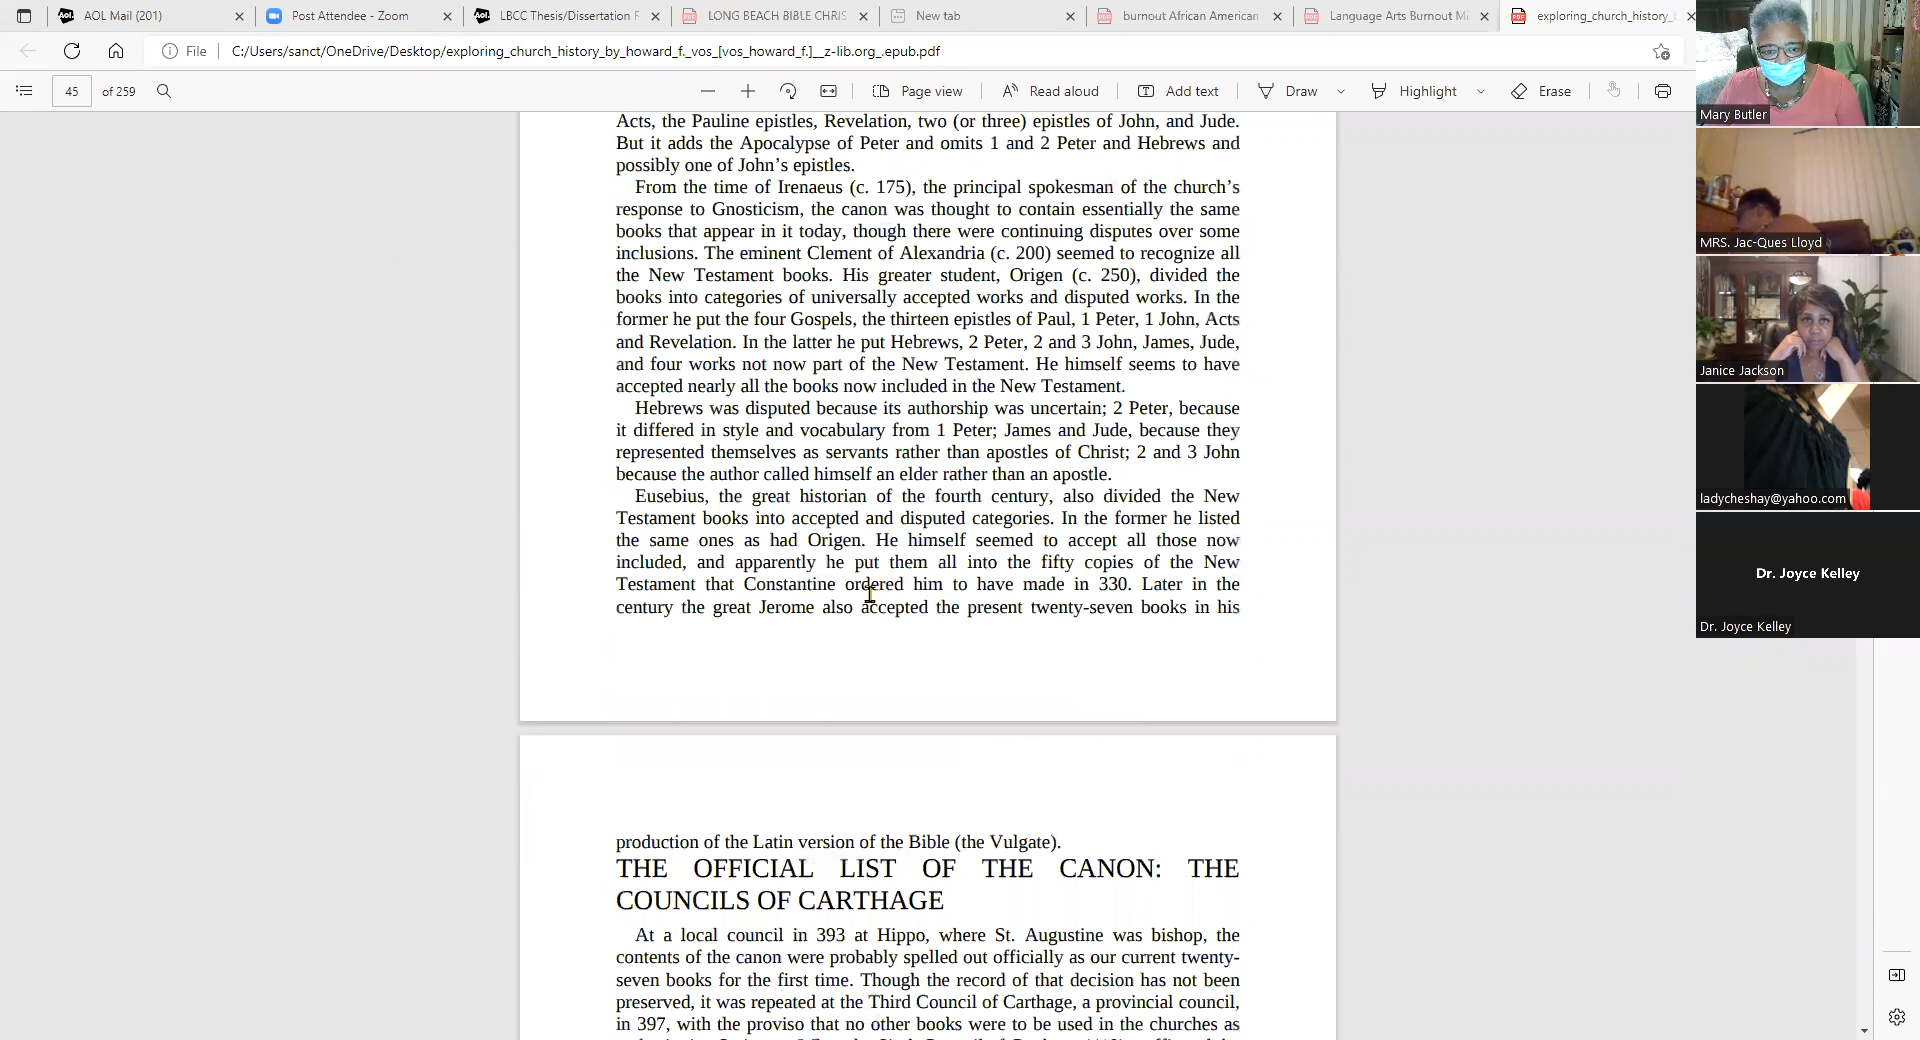 AOL Mail (201)
Post Attendee - Zoom
LBCC Thesis/Dissertation F
LONG BEACH BIBLE CHRIS
New tab
burnout African American
Language Arts Burnout Mi
exploring_church_history_
File
C:/Users/sanct/OneDrive/Desktop/exploring_church_history_by_howard_f._vos_[vos_howard_f.]__z-lib.org_.epub.pdf
45 of 259
Page view
Read aloud
Add text
Draw
Highlight
Erase
Acts, the Pauline epistles, Revelation, two (or three) epistles of John, and Jude.
But it adds the Apocalypse of Peter and omits 1 and 2 Peter and Hebrews and
possibly one of John’s epistles.
From the time of Irenaeus (c. 175), the principal spokesman of the church’s
response to Gnosticism, the canon was thought to contain essentially the same
books that appear in it today, though there were continuing disputes over some
inclusions. The eminent Clement of Alexandria (c. 200) seemed to recognize all
the New Testament books. His greater student, Origen (c. 250), divided the
books into categories of universally accepted works and disputed works. In the
former he put the four Gospels, the thirteen epistles of Paul, 1 Peter, 1 John, Acts
and Revelation. In the latter he put Hebrews, 2 Peter, 2 and 3 John, James, Jude,
and four works not now part of the New Testament. He himself seems to have
accepted nearly all the books now included in the New Testament.
Hebrews was disputed because its authorship was uncertain; 2 Peter, because
it differed in style and vocabulary from 1 Peter; James and Jude, because they
represented themselves as servants rather than apostles of Christ; 2 and 3 John
because the author called himself an elder rather than an apostle.
Eusebius, the great historian of the fourth century, also divided the New
Testament books into accepted and disputed categories. In the former he listed
the same ones as had Origen. He himself seemed to accept all those now
included, and apparently he put them all into the fifty copies of the New
Testament that Constantine ordered him to have made in 330. Later in the
century the great Jerome also accepted the present twenty-seven books in his
production of the Latin version of the Bible (the Vulgate).
THE OFFICIAL LIST OF THE CANON: THE
COUNCILS OF CARTHAGE
At a local council in 393 at Hippo, where St. Augustine was bishop, the
contents of the canon were probably spelled out officially as our current twenty-
seven books for the first time. Though the record of that decision has not been
preserved, it was repeated at the Third Council of Carthage, a provincial council,
in 397, with the proviso that no other books were to be used in the churches as
Mary Butler
MRS. Jac-Ques Lloyd
Janice Jackson
ladycheshay@yahoo.com
Dr. Joyce Kelley
Dr. Joyce Kelley